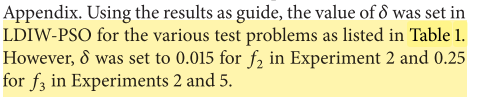 Appendix. Using the results as guide, the value of δ was set in
LDIW-PSO for the various test problems as listed in Table 1.
However, δ was set to 0.015 for f₂ in Experiment 2 and 0.25
for f₃ in Experiments 2 and 5.